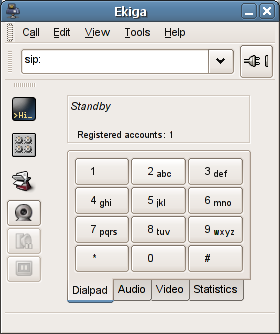 Ekiga
Call Edit View Tools Help
sip:
Standby
Registered accounts: 1
1 2 abc 3 def
4 ghi 5 jkl 6 mno
7 pqrs 8 tuv 9 wxyz
* 0 #
Dialpad Audio Video Statistics